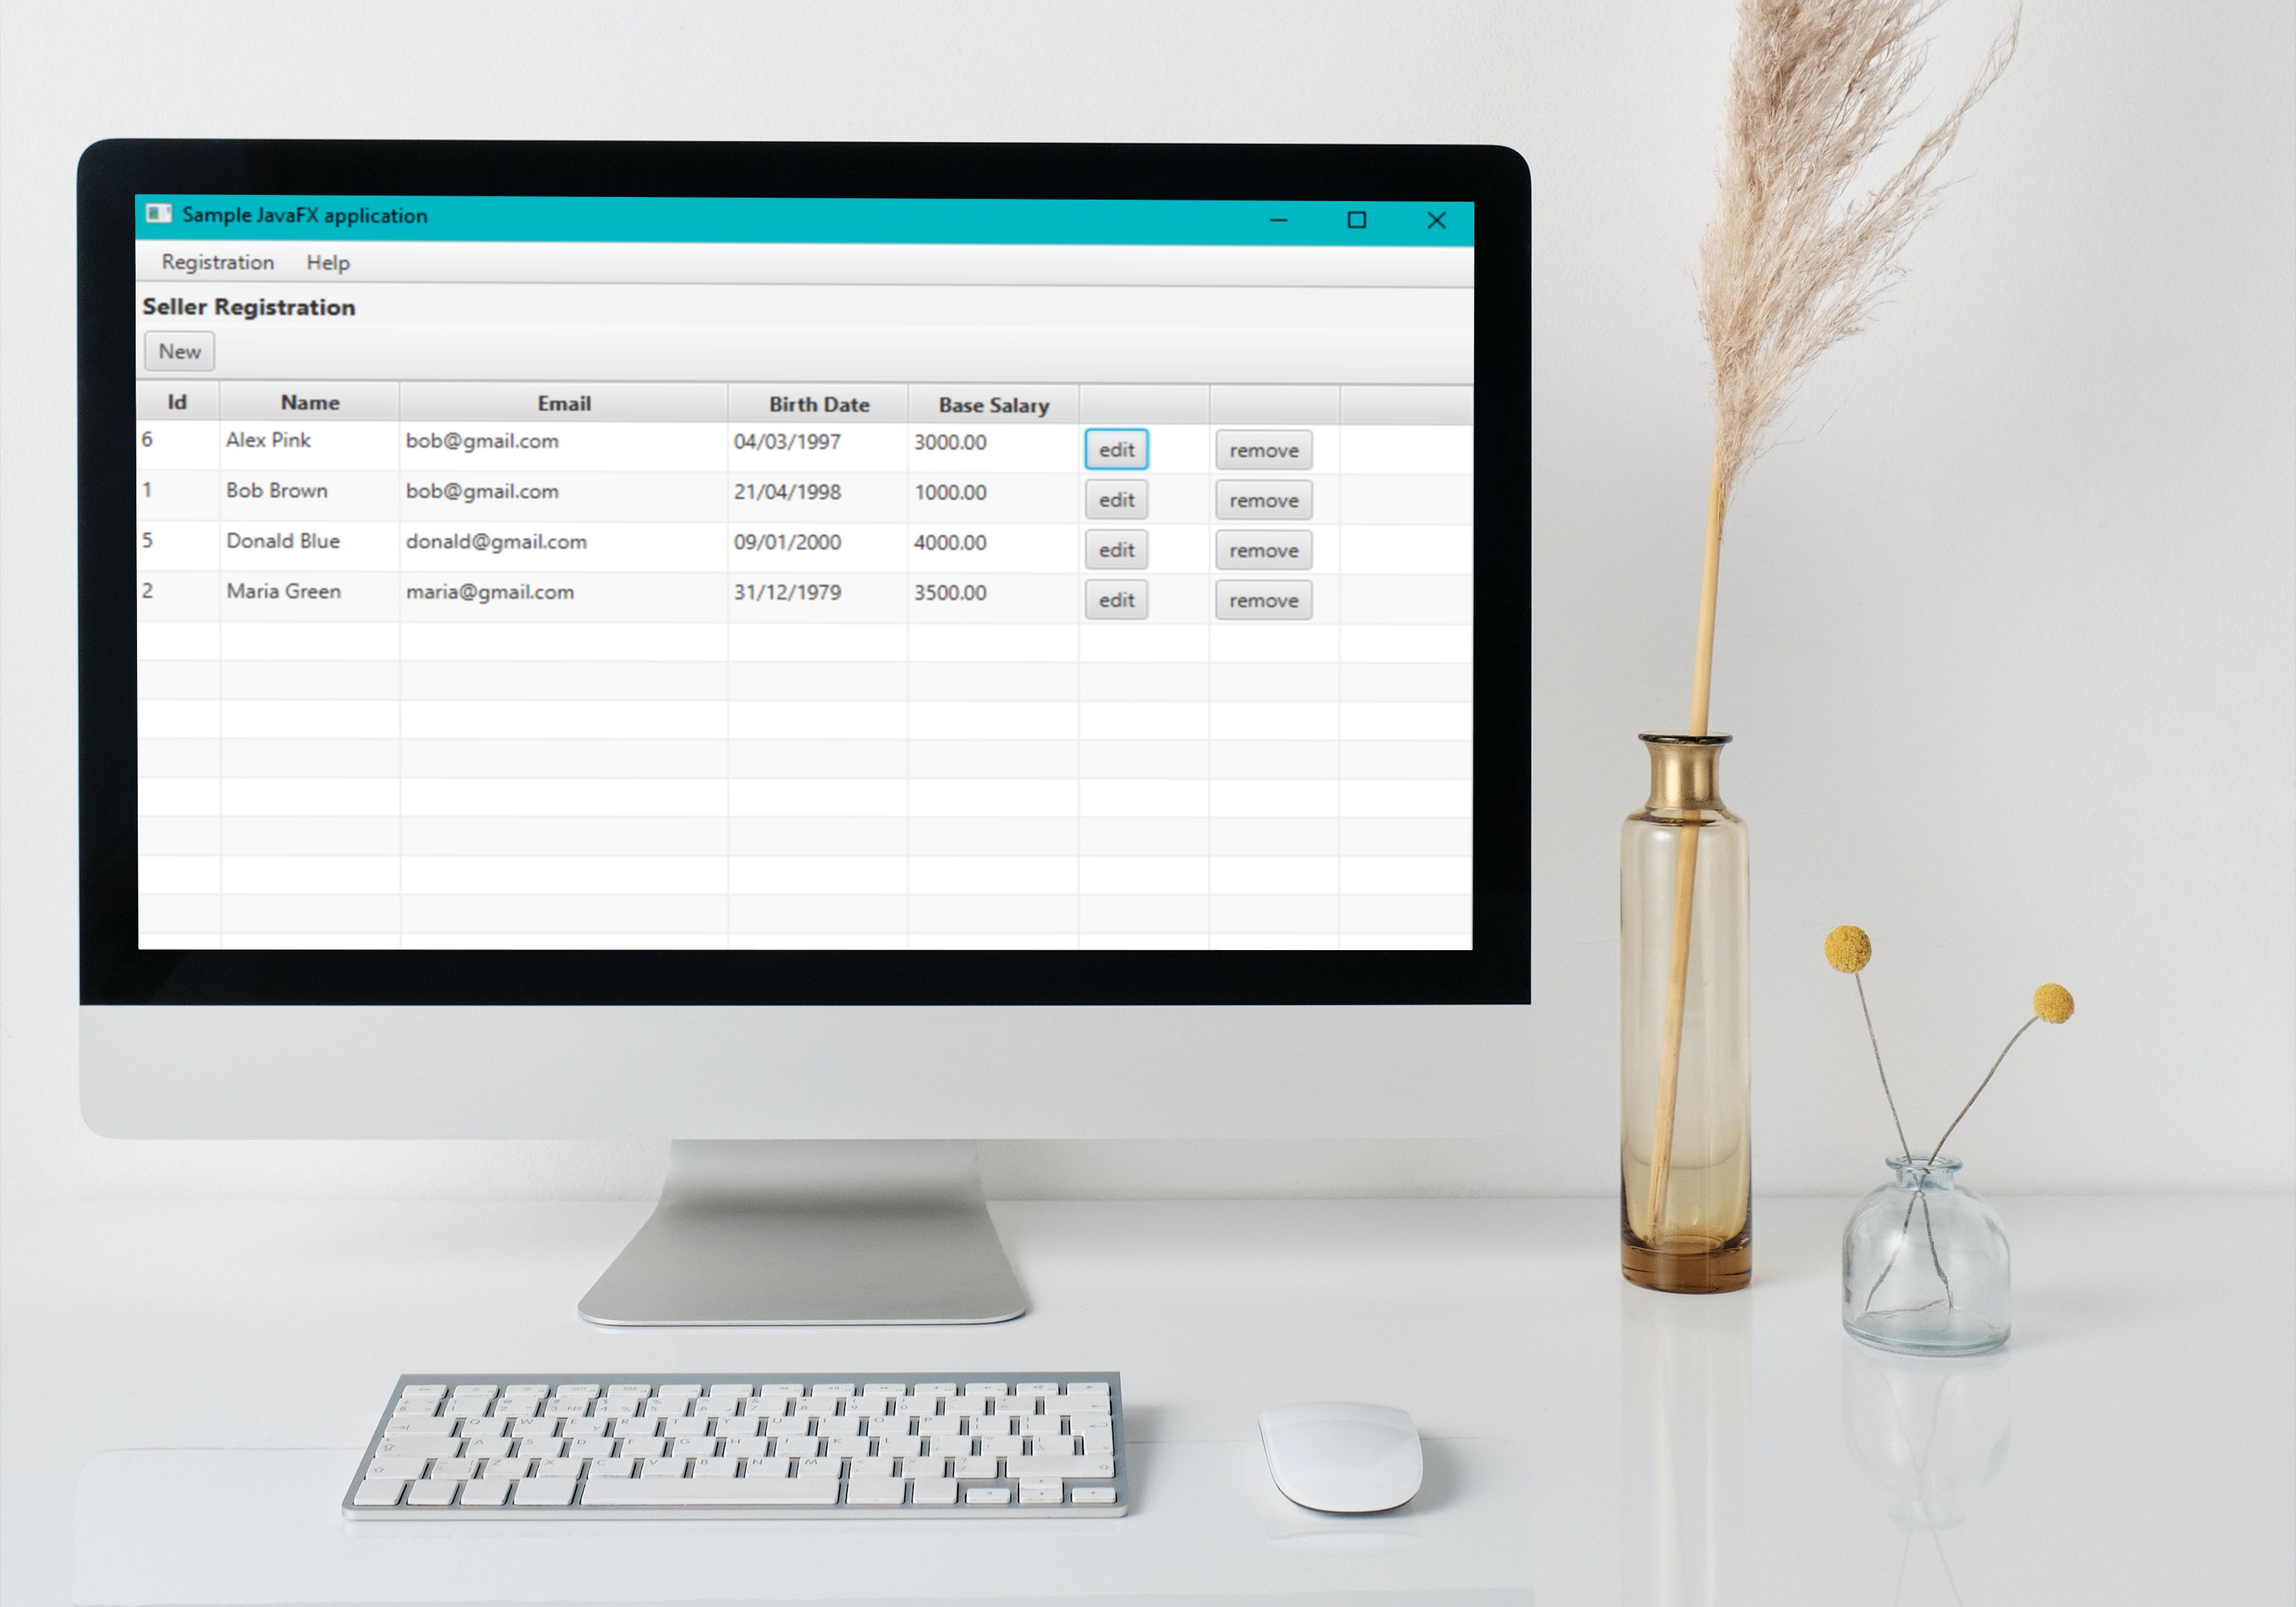 Sample JavaFX application
Registration Help
Seller Registration
New
Id Name Email Birth Date Base Salary
6 Alex Pink bob@gmail.com 04/03/1997 3000.00 edit remove
1 Bob Brown bob@gmail.com 21/04/1998 1000.00 edit remove
5 Donald Blue donald@gmail.com 09/01/2000 4000.00 edit remove
2 Maria Green maria@gmail.com 31/12/1979 3500.00 edit remove
Q W E R T Y U I O P
A S D F G H J K L
Z X C V B N M